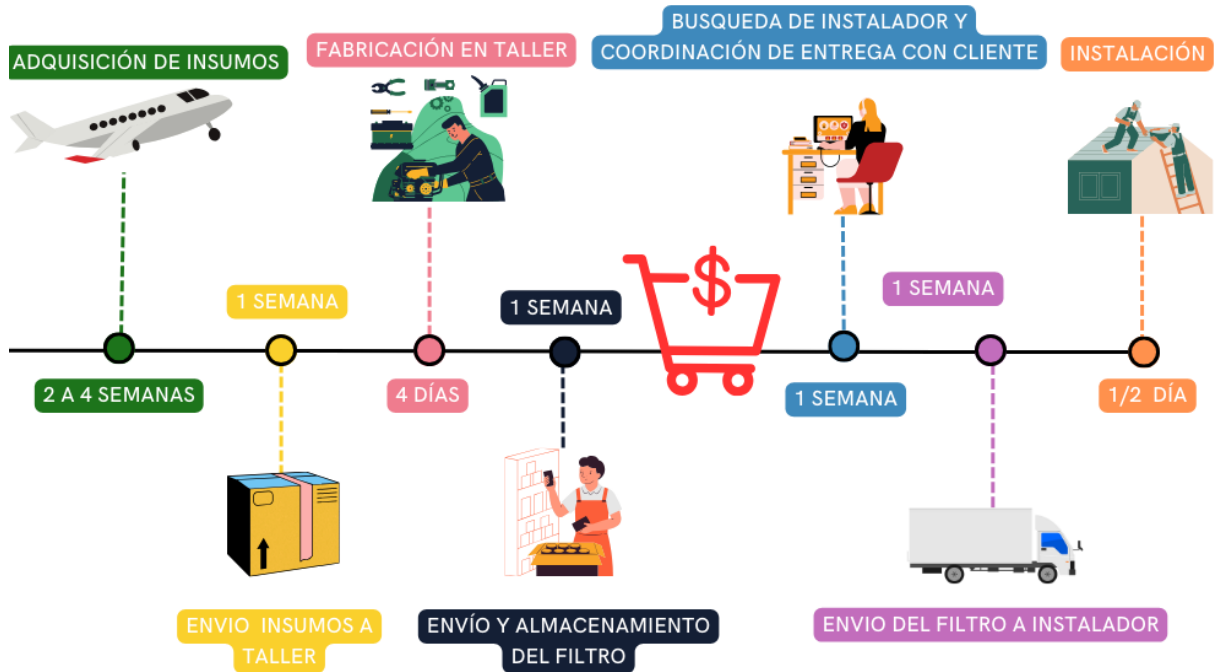 ADQUISICIÓN DE INSUMOS
2 A 4 SEMANAS
1 SEMANA
ENVIO INSUMOS A
TALLER
FABRICACIÓN EN TALLER
4 DÍAS
1 SEMANA
ENVÍO Y ALMACENAMIENTO
DEL FILTRO
$
BUSQUEDA DE INSTALADOR Y
COORDINACIÓN DE ENTREGA CON CLIENTE
1 SEMANA
1 SEMANA
ENVIO DEL FILTRO A INSTALADOR
INSTALACIÓN
1/2 DÍA